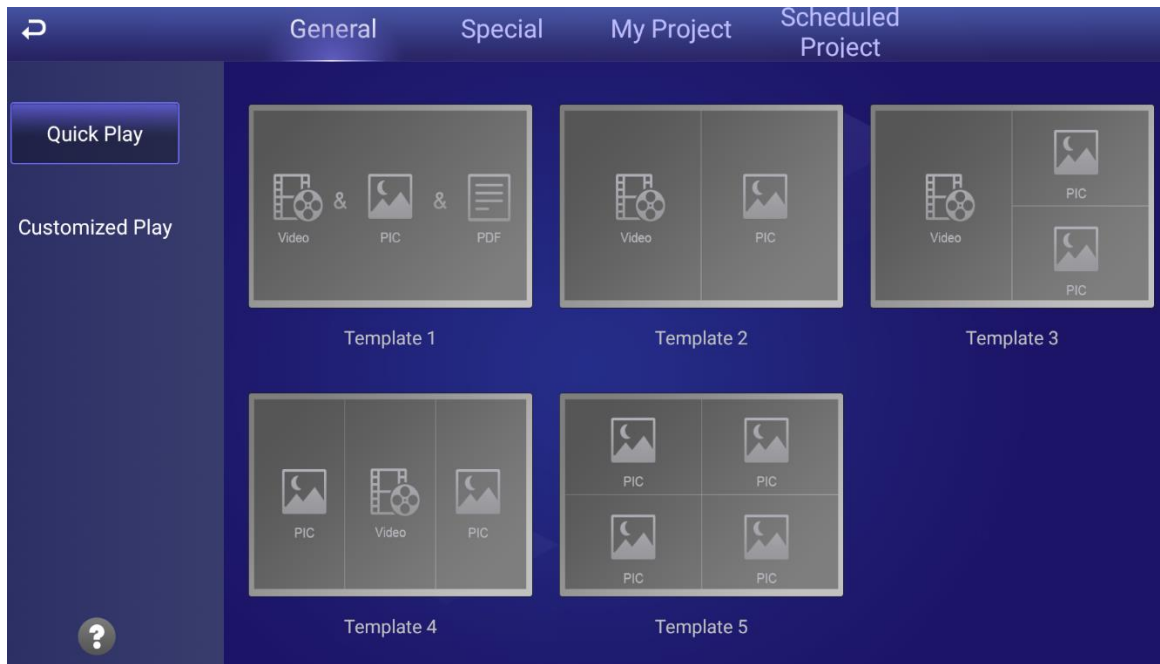 General
Special
My Project
Scheduled
Project
Quick Play
Customized Play
Video & PIC & PDF
Template 1
Video
PIC
Template 2
Video
PIC
PIC
Template 3
PIC
Video
PIC
Template 4
PIC
PIC
PIC
PIC
Template 5
?